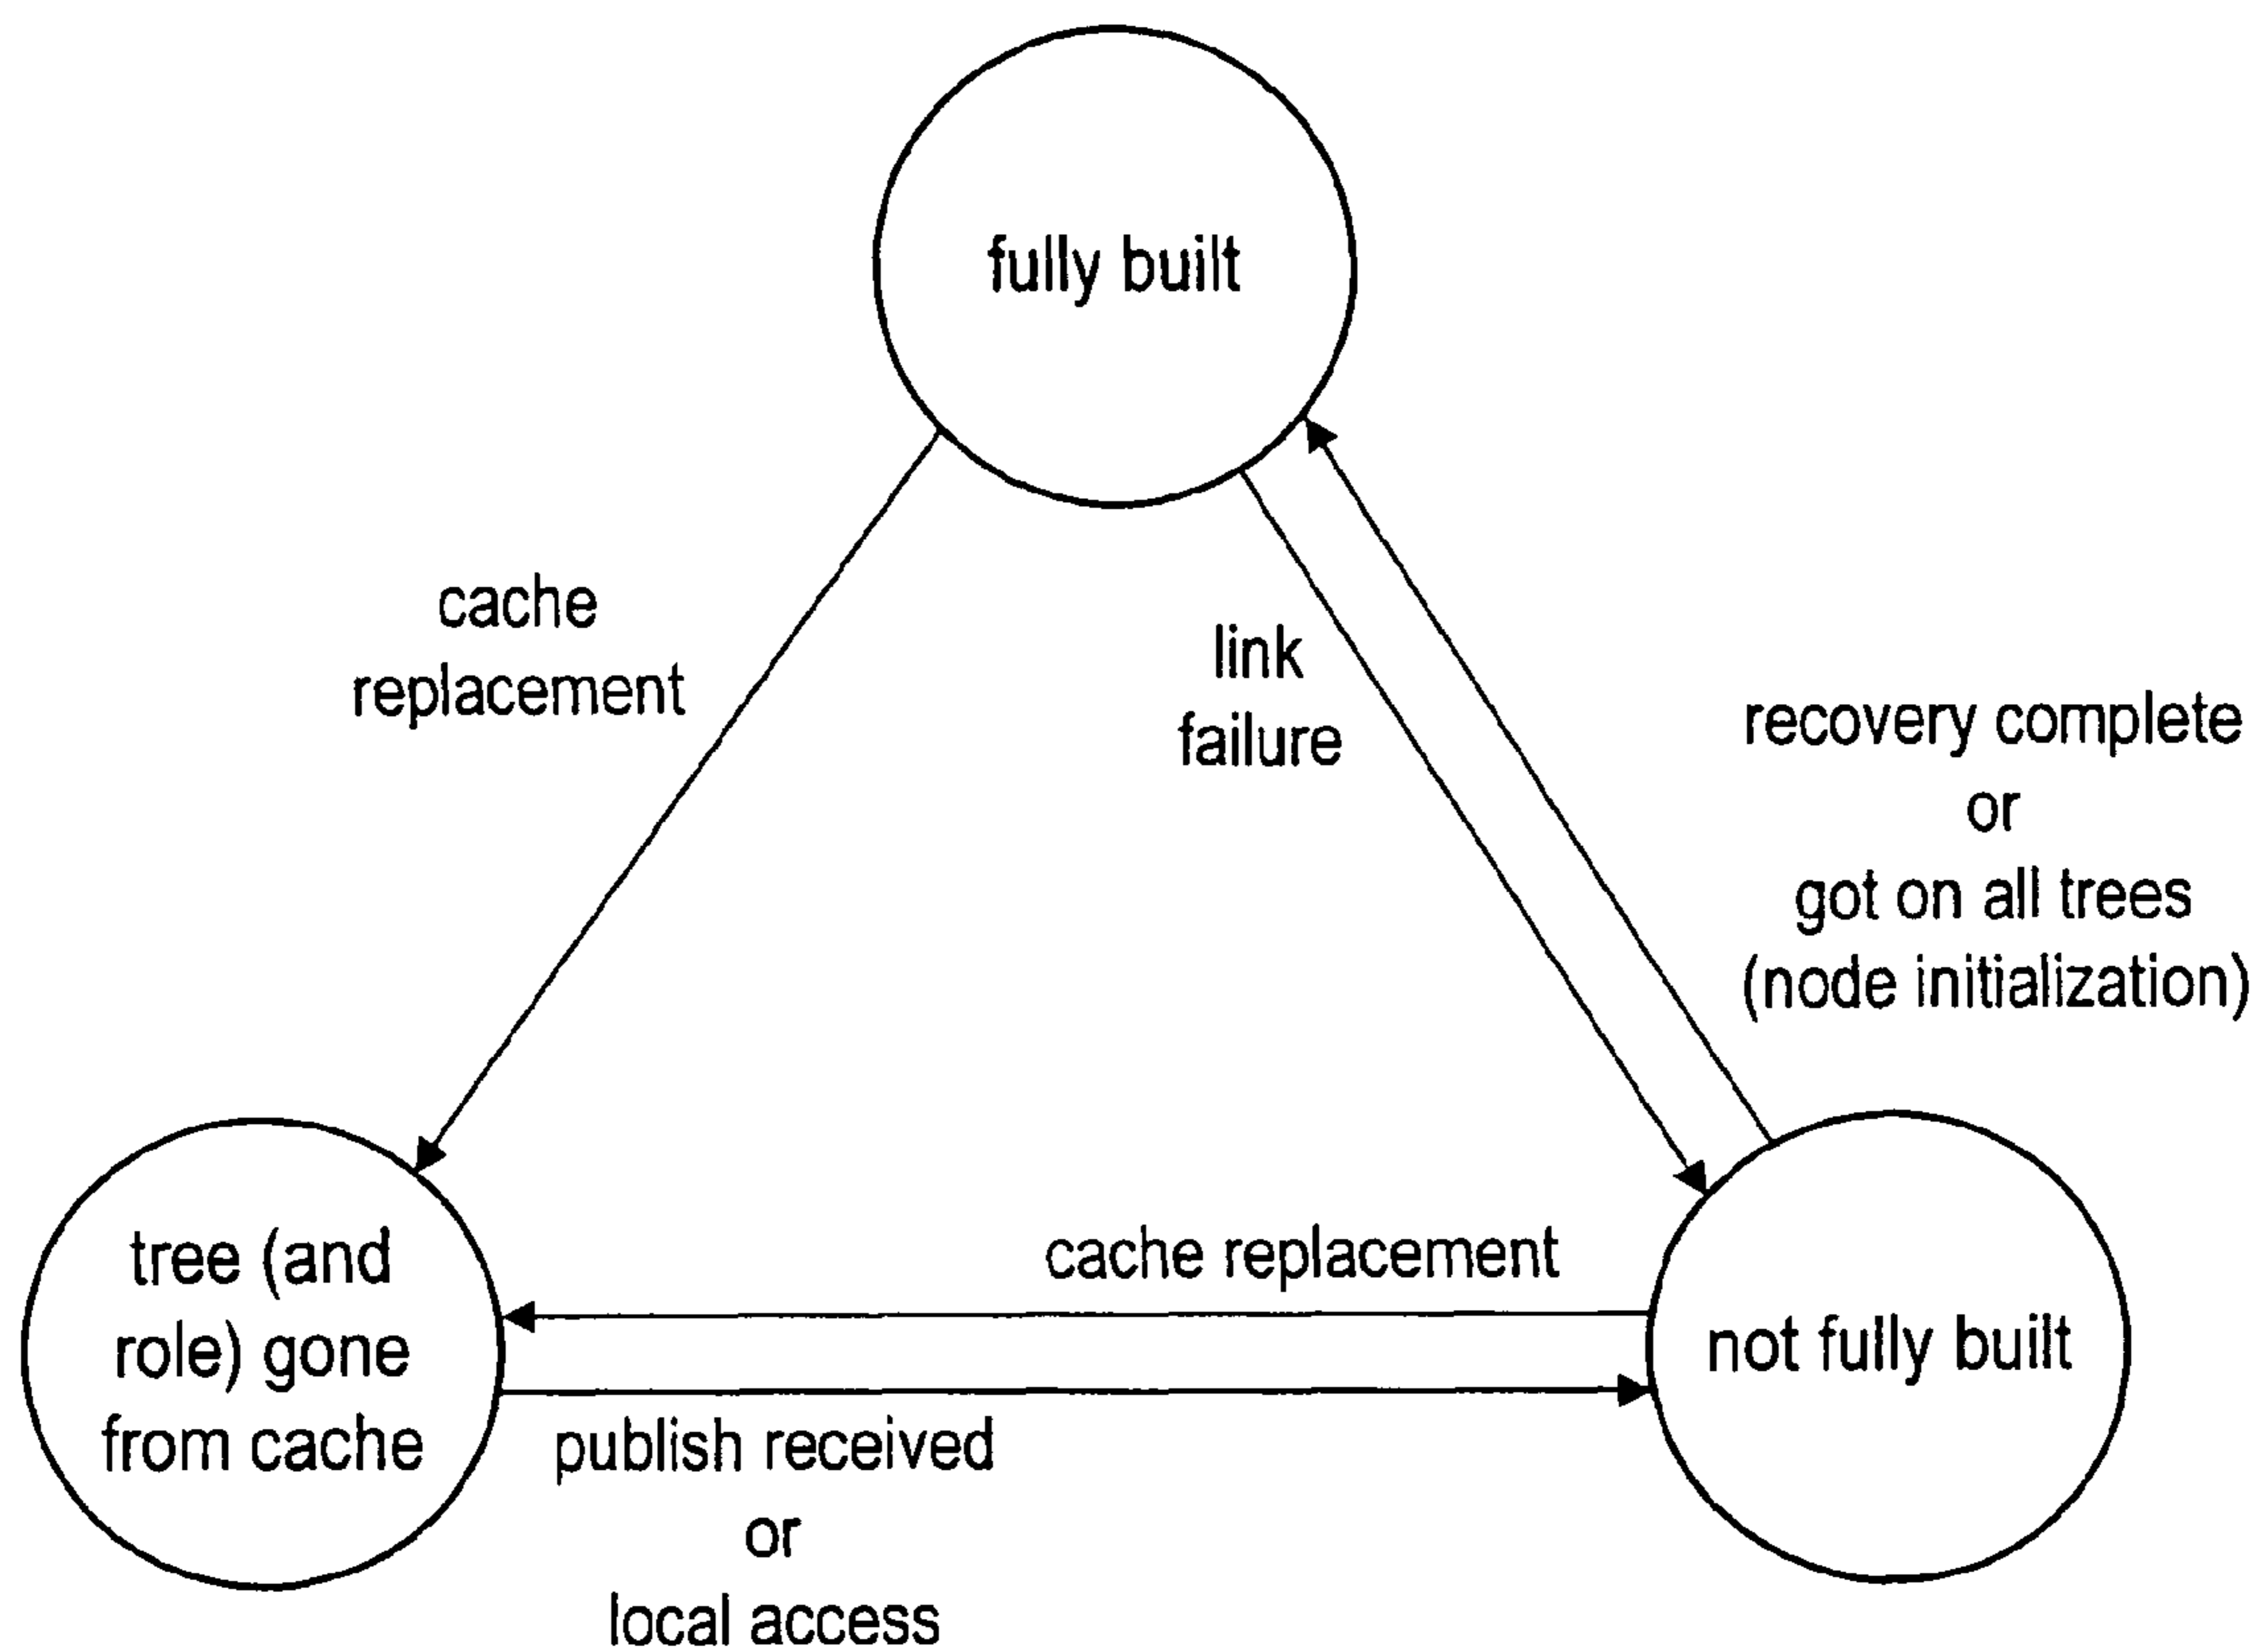 fully built
cache
replacement
link
failure
recovery complete
or
got on all trees
(node initialization)
tree (and
role) gone
from cache
cache replacement
not fully built
publish received
or
local access